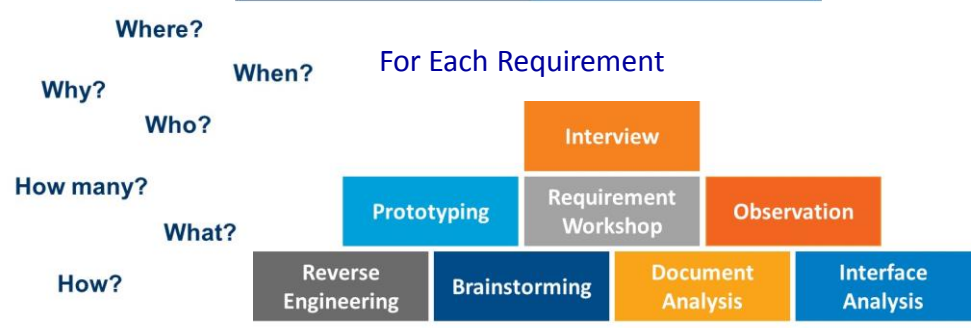 Where?
When?
For Each Requirement
Why?
Who?
Interview
How many?
Prototyping
Requirement
Workshop
Observation
What?
How?
Reverse
Engineering
Brainstorming
Document
Analysis
Interface
Analysis